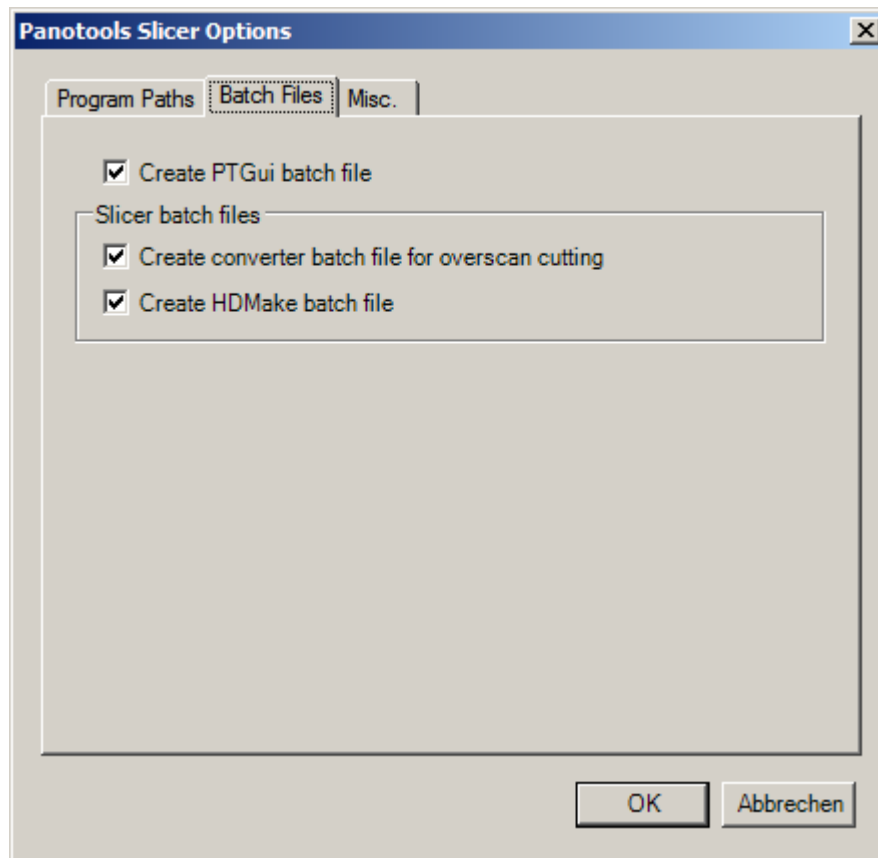 Panotools Slicer Options
Program Paths Batch Files Misc.
Create PTGui batch file
Slicer batch files
Create converter batch file for overscan cutting
Create HDMake batch file
OK Abbrechen